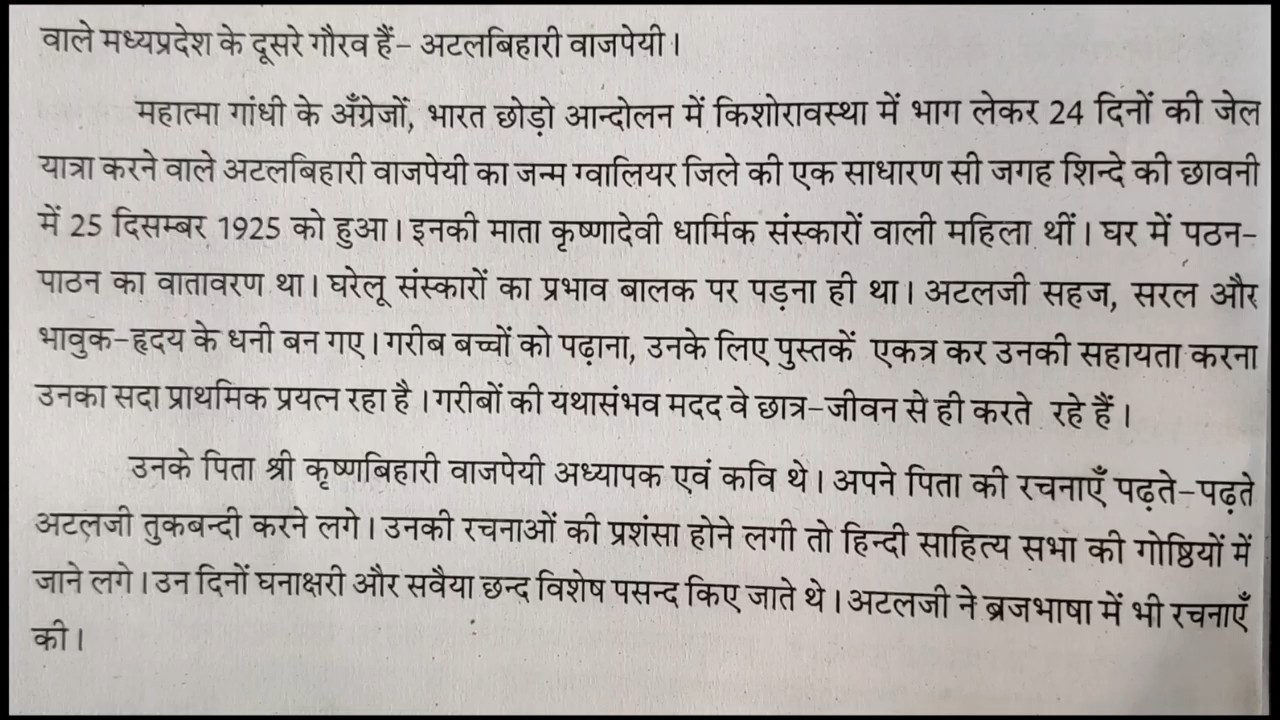 वाले मध्यप्रदेश के दूसरे गौरव हैं- अटलबिहारी वाजपेयी।
महात्मा गांधी के अँग्रेजों, भारत छोड़ो आन्दोलन में किशोरावस्था में भाग लेकर 24 दिनों की जेल
यात्रा करने वाले अटलबिहारी वाजपेयी का जन्म ग्वालियर जिले की एक साधारण सी जगह शिन्दे की छावनी
में 25 दिसम्बर 1925 को हुआ। इनकी माता कृष्णादेवी धार्मिक संस्कारों वाली महिला थीं। घर में पठन-
पाठन का वातावरण था। घरेलू संस्कारों का प्रभाव बालक पर पड़ना ही था। अटलजी सहज, सरल और
भावुक-हृदय के धनी बन गए। गरीब बच्चों को पढ़ाना, उनके लिए पुस्तकें एकत्र कर उनकी सहायता करना
उनका सदा प्राथमिक प्रयत्न रहा है। गरीबों की यथासंभव मदद वे छात्र-जीवन से ही करते रहे हैं।
उनके पिता श्री कृष्णबिहारी वाजपेयी अध्यापक एवं कवि थे। अपने पिता की रचनाएँ पढ़ते-पढ़ते
अटलजी तुकबन्दी करने लगे। उनकी रचनाओं की प्रशंसा होने लगी तो हिन्दी साहित्य सभा की गोष्ठियों में
जाने लगे। उन दिनों घनाक्षरी और सवैया छन्द विशेष पसन्द किए जाते थे। अटलजी ने ब्रजभाषा में भी रचनाएँ
की।